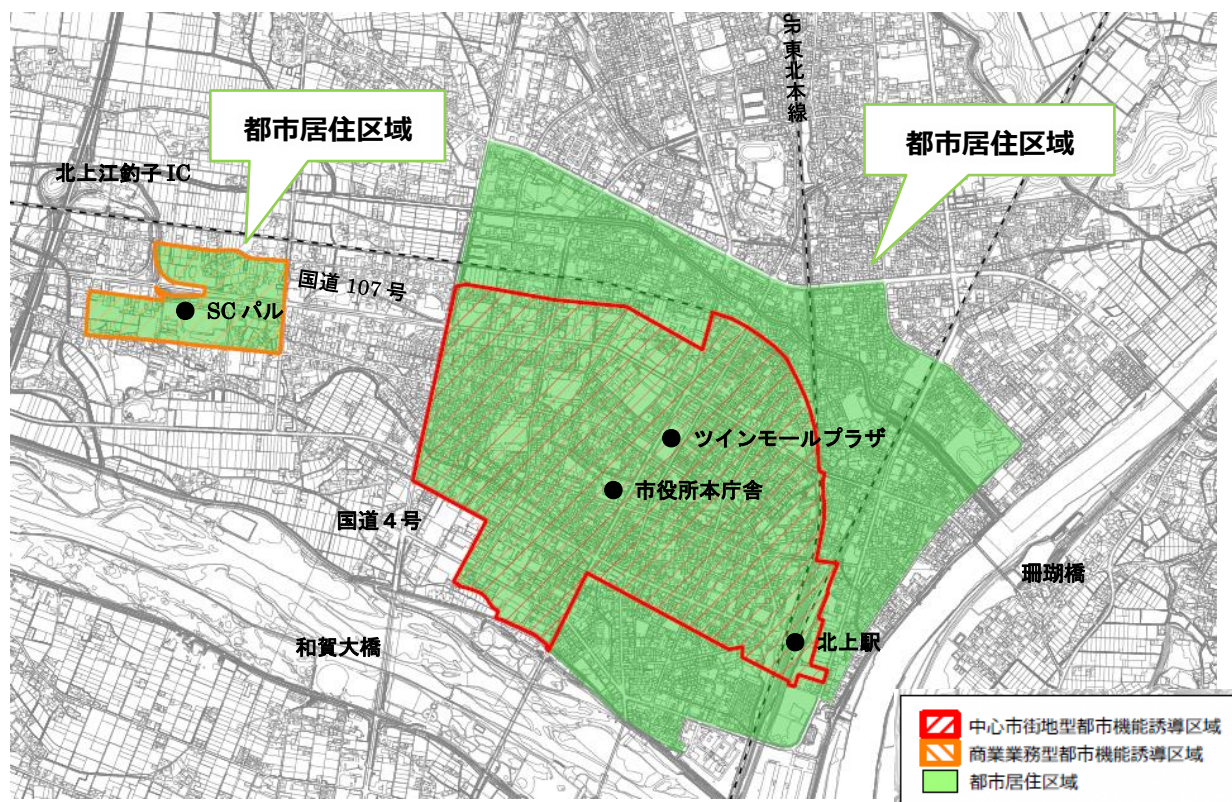 JR東北本線
都市居住区域
都市居住区域
北上江釣子IC
国道107号
SCパル
ツインモールプラザ
市役所本庁舎
国道4号
珊瑚橋
和賀大橋
北上駅
中心市街地型都市機能誘導区域
商業業務型都市機能誘導区域
都市居住区域